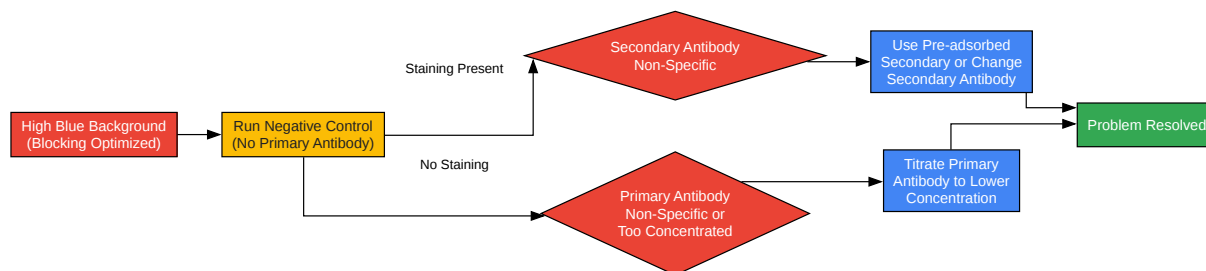 High Blue Background
(Blocking Optimized)
Run Negative Control
(No Primary Antibody)
Staining Present
No Staining
Secondary Antibody
Non-Specific
Primary Antibody
Non-Specific or
Too Concentrated
Use Pre-adsorbed
Secondary or Change
Secondary Antibody
Titrate Primary
Antibody to Lower
Concentration
Problem Resolved